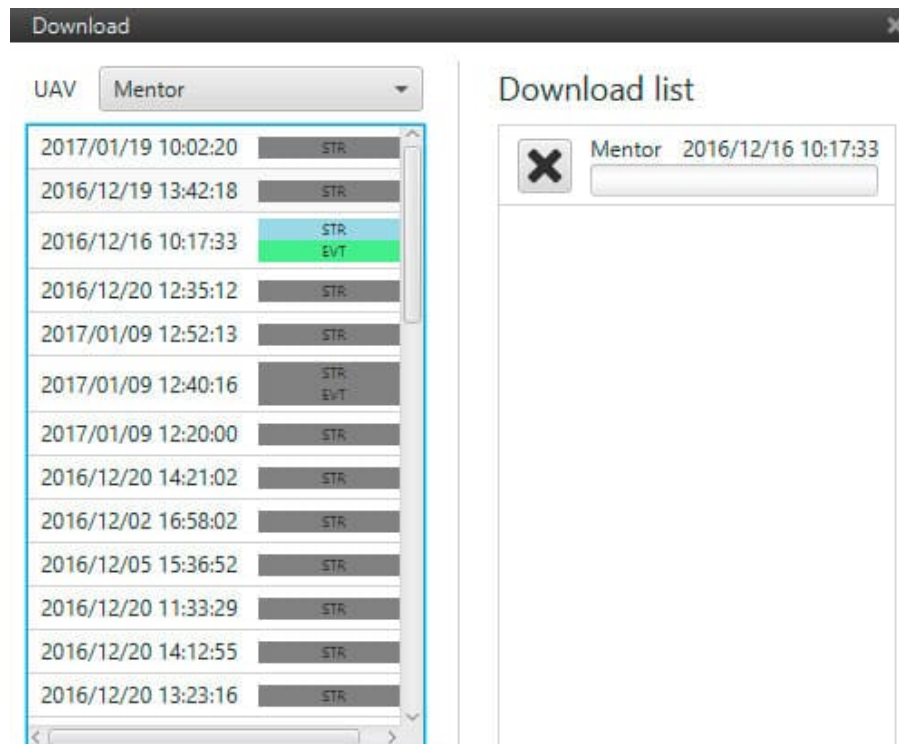 Download
UAV Mentor
2017/01/19 10:02:20 STR
2016/12/19 13:42:18 STR
2016/12/16 10:17:33 STR
EVT
2016/12/20 12:35:12 STR
2017/01/09 12:52:13 STR
2017/01/09 12:40:16 STR
EVT
2017/01/09 12:20:00 STR
2016/12/20 14:21:02 STR
2016/12/02 16:58:02 STR
2016/12/05 15:36:52 STR
2016/12/20 11:33:29 STR
2016/12/20 14:12:55 STR
2016/12/20 13:23:16 STR
Download list
Mentor 2016/12/16 10:17:33